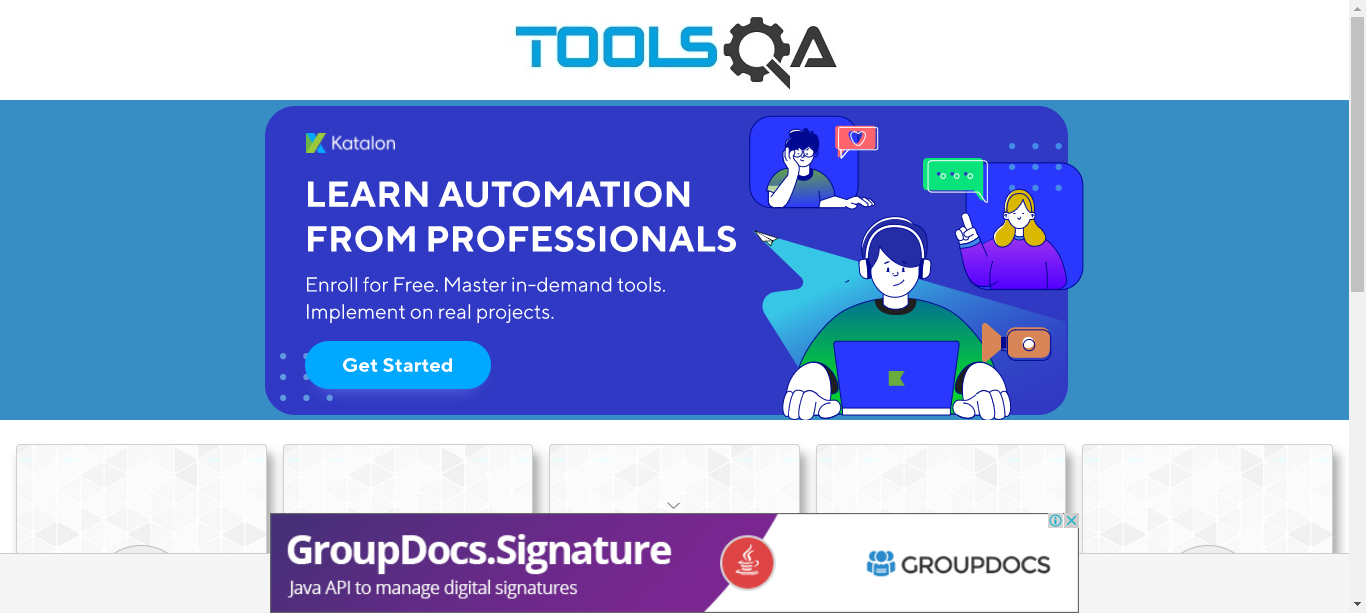 TOOLSQA
Katalon
LEARN AUTOMATION
FROM PROFESSIONALS
Enroll for Free. Master in-demand tools.
Implement on real projects.
Get Started
GroupDocs.Signature
Java API to manage digital signatures
GROUPDOCS